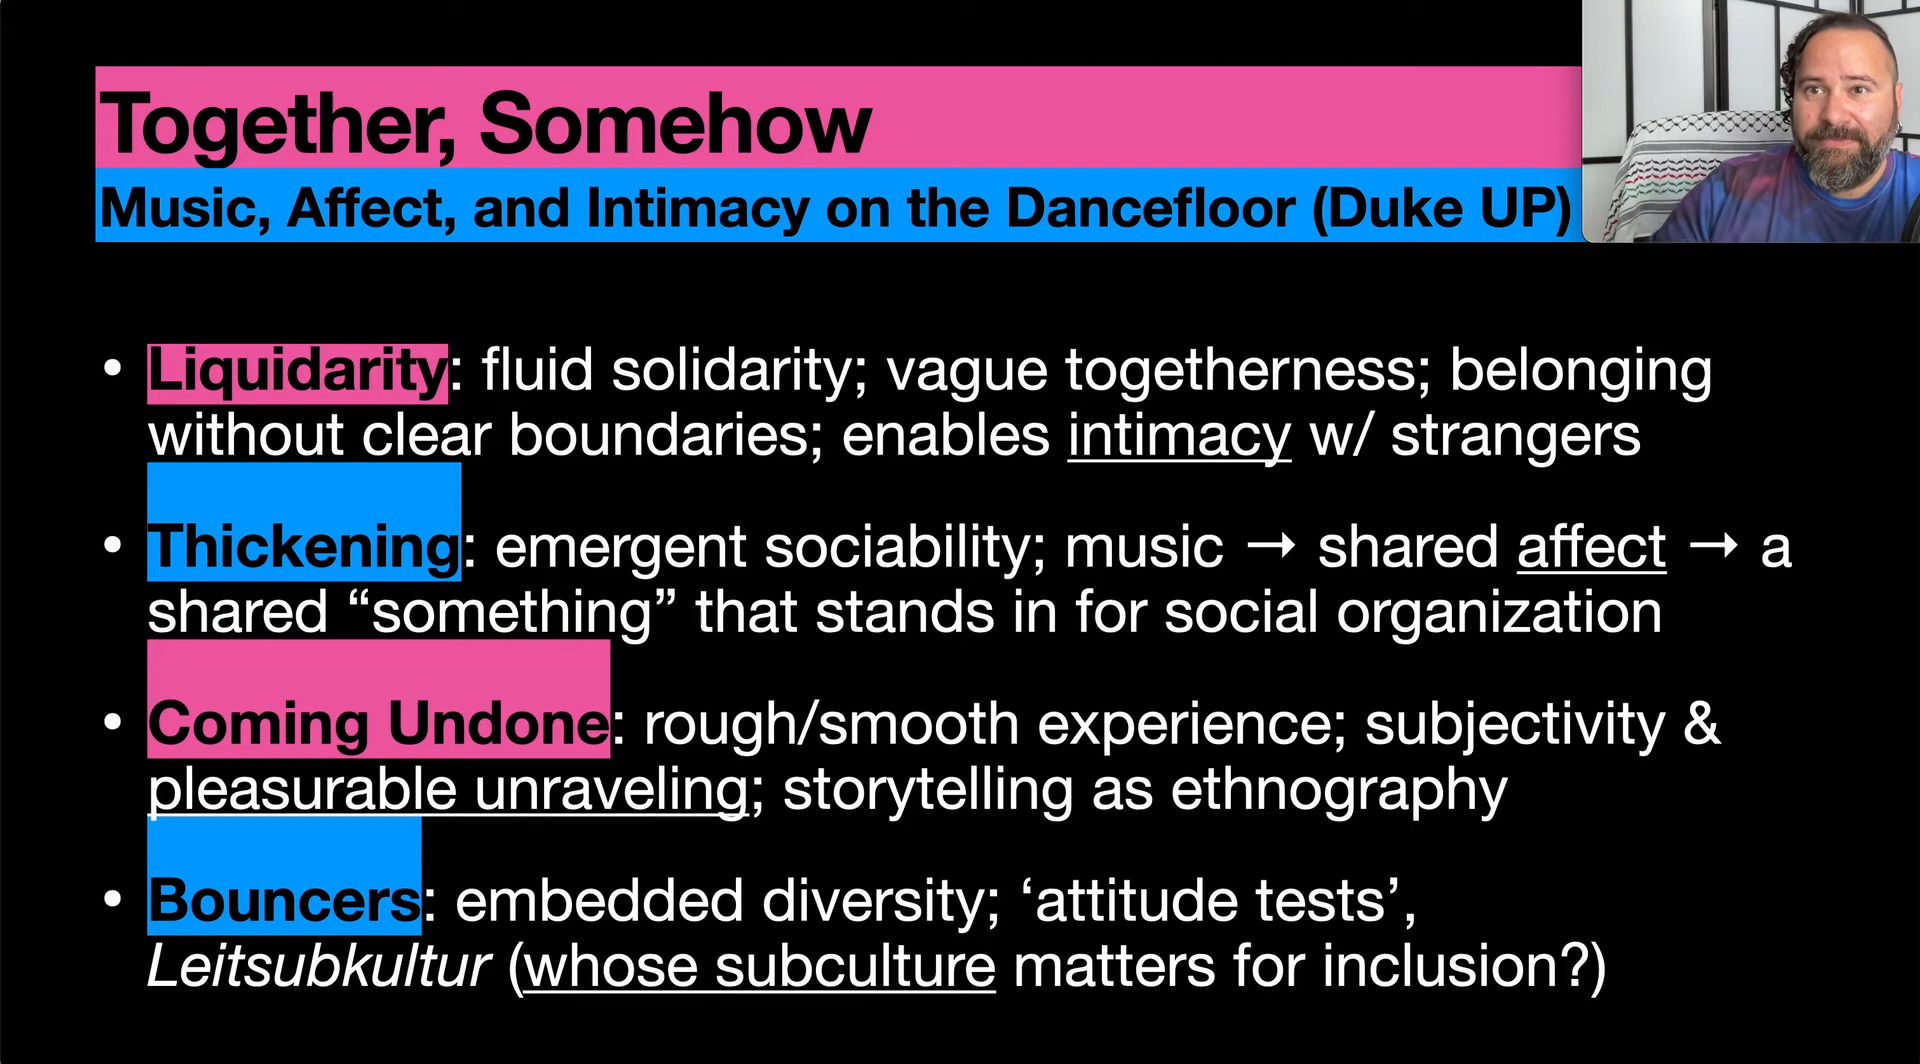 Together, Somehow
Music, Affect, and Intimacy on the Dancefloor (Duke UP)
• Liquidarity: fluid solidarity; vague togetherness; belonging
without clear boundaries; enables intimacy w/ strangers
• Thickening: emergent sociability; music → shared affect → a
shared “something” that stands in for social organization
• Coming Undone: rough/smooth experience; subjectivity &
pleasurable unraveling; storytelling as ethnography
• Bouncers: embedded diversity; ‘attitude tests’,
Leitsubkultur (whose subculture matters for inclusion?)